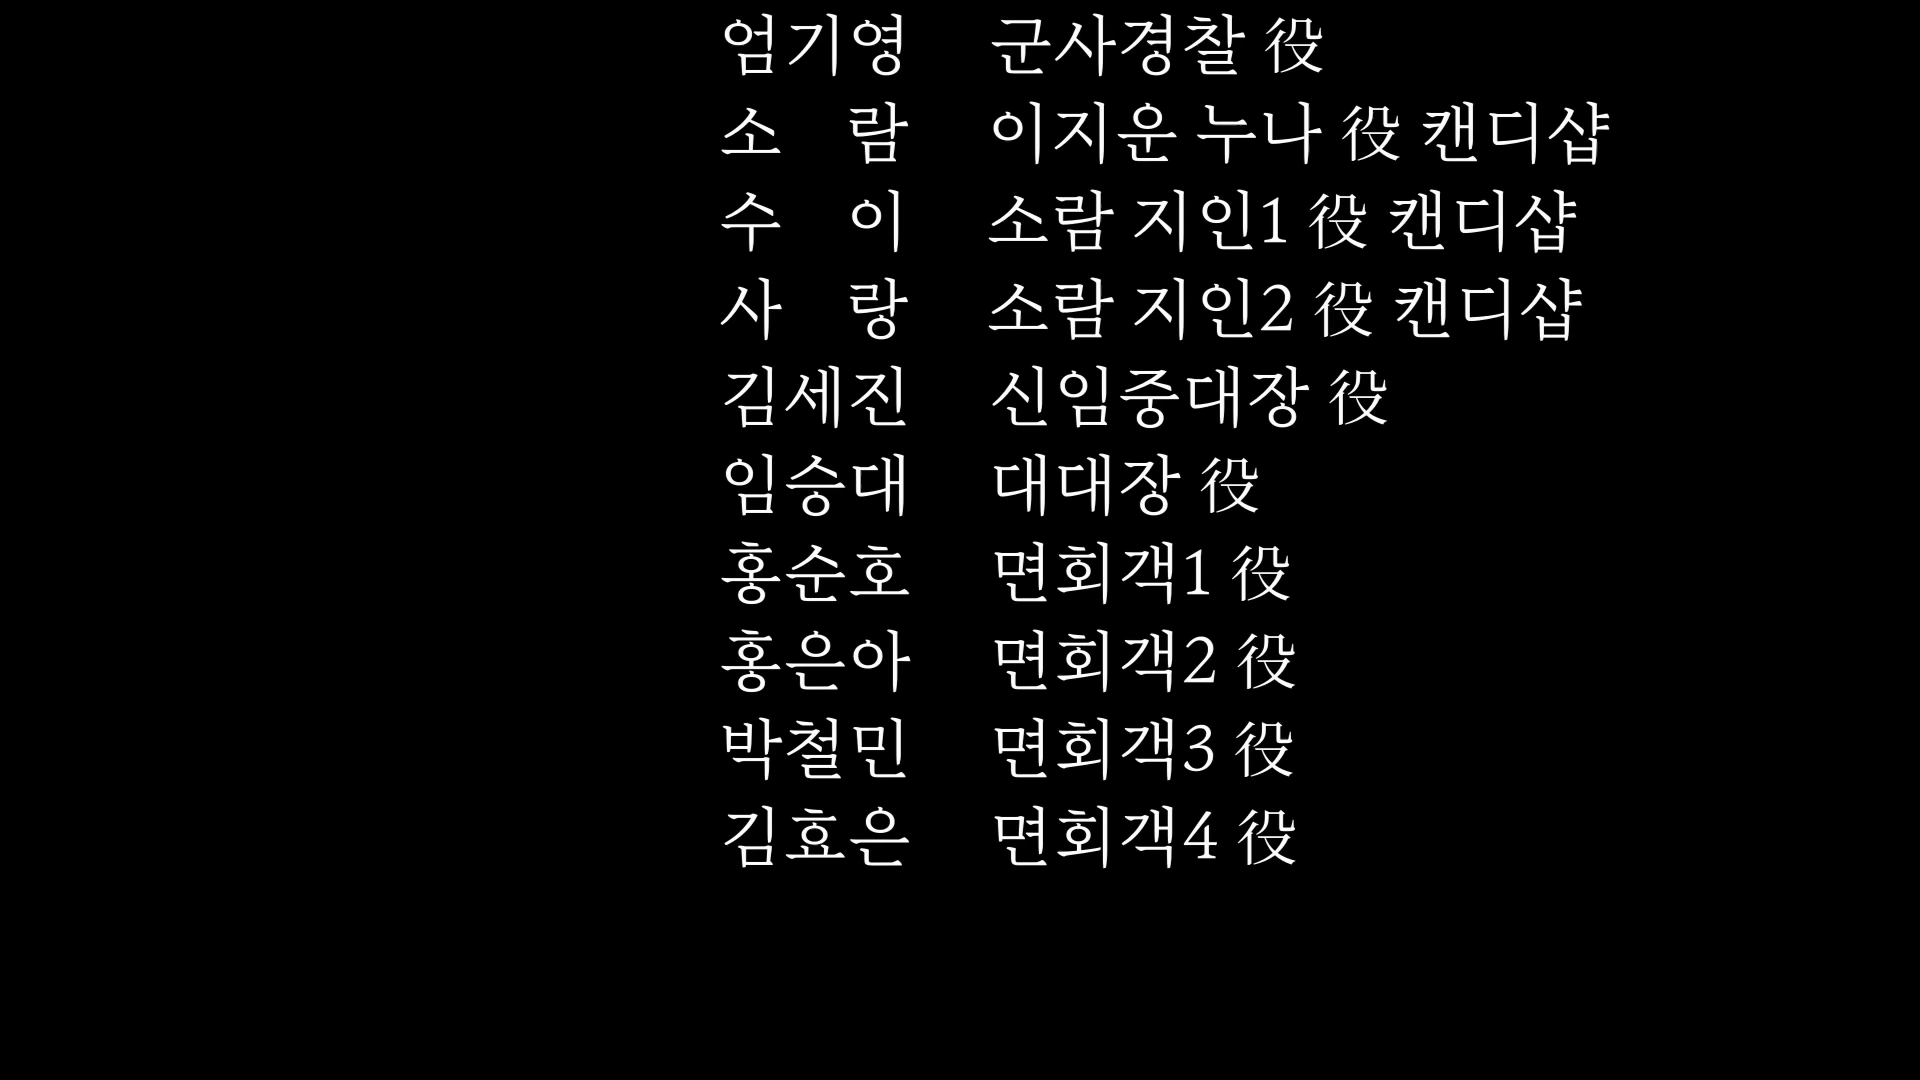 엄기영 군사경찰 役
소 람 이지운 누나 役 캔디샵
수 이 소람 지인1 役 캔디샵
사 랑 소람 지인2 役 캔디샵
김세진 신임중대장 役
임승대 대대장 役
홍순호 면회객1 役
홍은아 면회객2 役
박철민 면회객3 役
김효은 면회객4 役